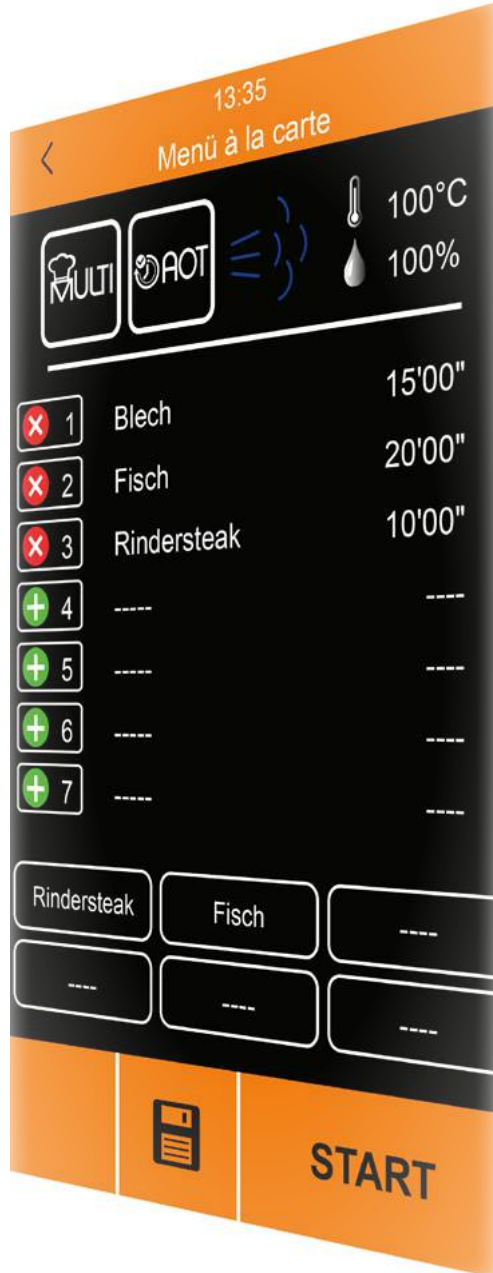 13:35
Menü à la carte
MULTI AOT 100°C
100%
1 Blech 15'00"
2 Fisch 20'00"
3 Rindersteak 10'00"
4 ----- ----
5 ----- ----
6 ----- ----
7 ----- ----
Rindersteak Fisch ----
---- ---- ----
START